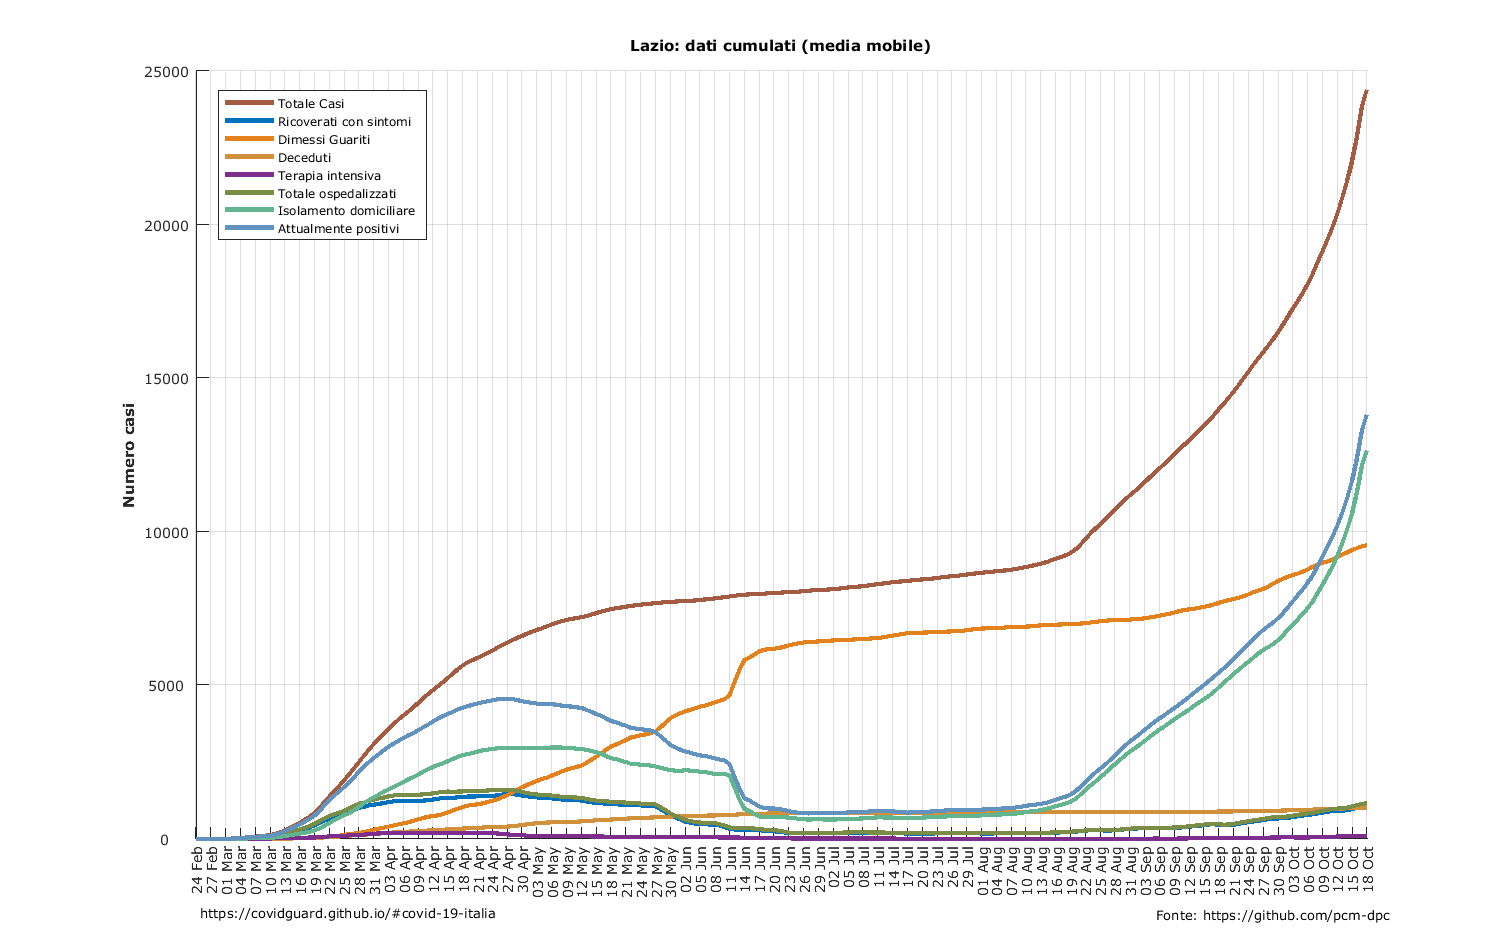 Lazio: dati cumulati (media mobile)
25000
20000
15000
10000
5000
0
Numero casi
Totale Casi
Ricoverati con sintomi
Dimessi Guariti
Deceduti
Terapia intensiva
Totale ospedalizzati
Isolamento domiciliare
Attualmente positivi
24 Feb
27 Feb
01 Mar
04 Mar
07 Mar
10 Mar
13 Mar
16 Mar
19 Mar
22 Mar
25 Mar
28 Mar
31 Mar
03 Apr
06 Apr
09 Apr
12 Apr
15 Apr
18 Apr
21 Apr
24 Apr
27 Apr
30 Apr
03 May
06 May
09 May
12 May
15 May
18 May
21 May
24 May
27 May
30 May
02 Jun
05 Jun
08 Jun
11 Jun
14 Jun
17 Jun
20 Jun
23 Jun
26 Jun
29 Jun
02 Jul
05 Jul
08 Jul
11 Jul
14 Jul
17 Jul
20 Jul
23 Jul
26 Jul
29 Jul
01 Aug
04 Aug
07 Aug
10 Aug
13 Aug
16 Aug
19 Aug
22 Aug
25 Aug
28 Aug
31 Aug
03 Sep
06 Sep
09 Sep
12 Sep
15 Sep
18 Sep
21 Sep
24 Sep
27 Sep
30 Sep
03 Oct
06 Oct
09 Oct
12 Oct
15 Oct
18 Oct
https://covidguard.github.io/#covid-19-italia
Fonte: https://github.com/pcm-dpc